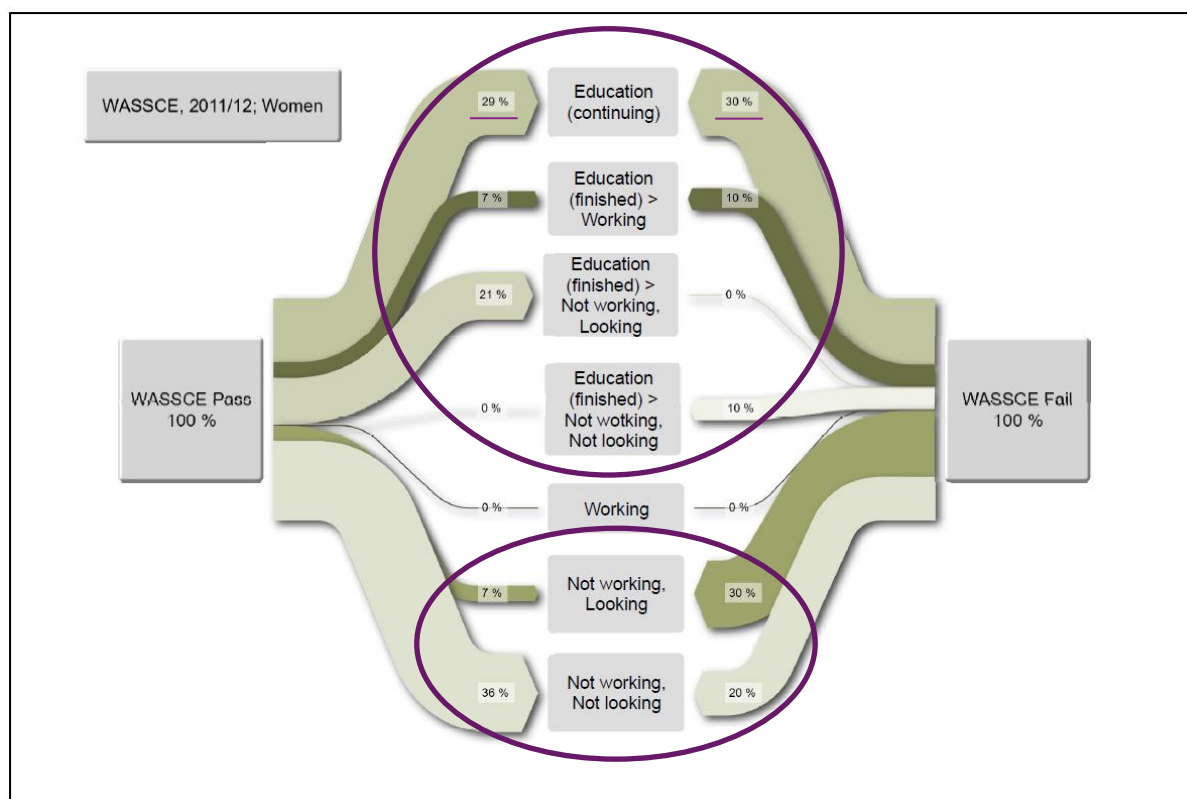 WASSCE, 2011/12; Women
29 %
Education
(continuing)
30 %
7 %
Education
(finished) >
Working
10 %
21 %
Education
(finished) >
Not working,
Looking
0 %
WASSCE Pass
100 %
0 %
Education
(finished) >
Not wotking,
Not looking
10 %
WASSCE Fail
100 %
0 %
Working
0 %
7 %
Not working,
Looking
30 %
36 %
Not working,
Not looking
20 %